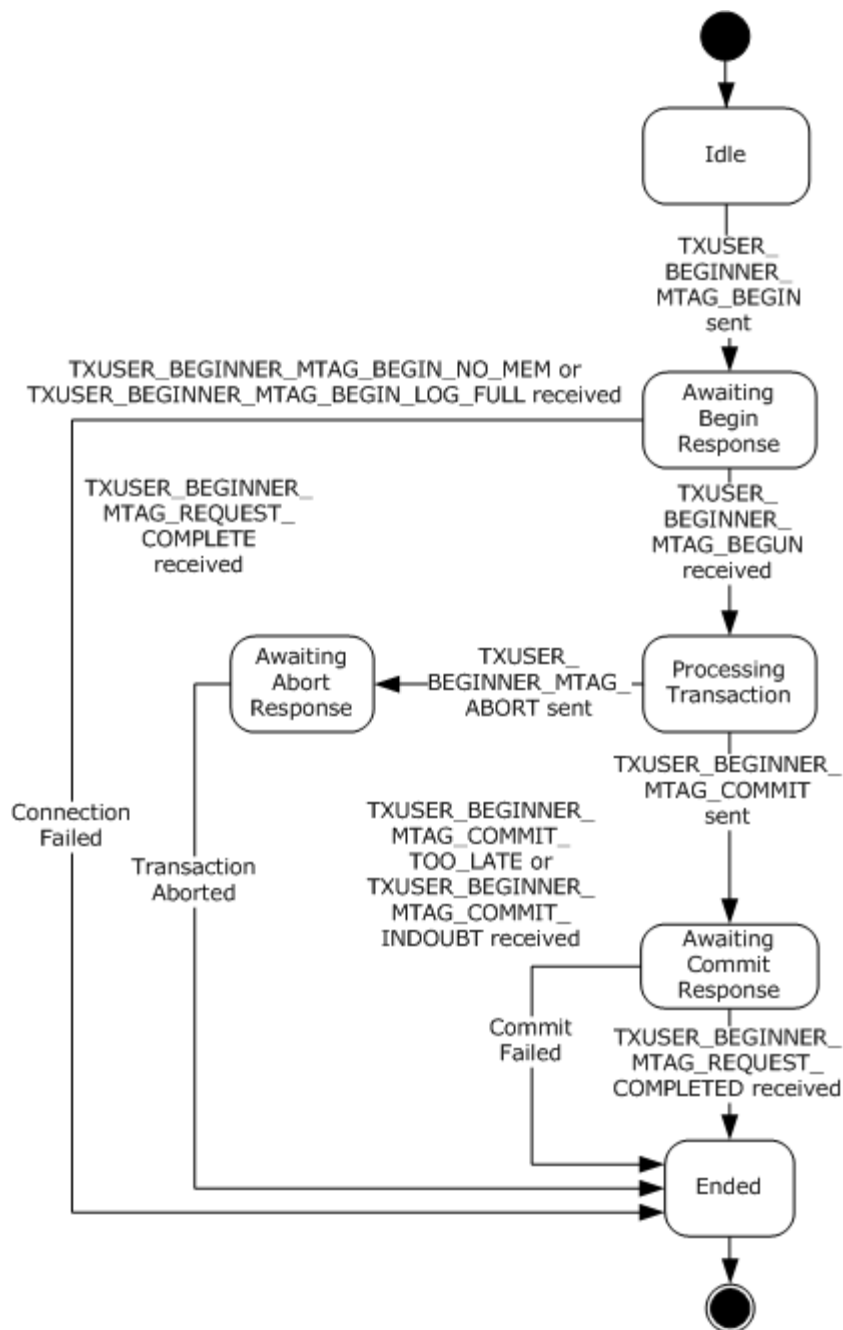 Idle
TXUSER_
BEGINNER_
MTAG_BEGIN
sent
TXUSER_BEGINNER_MTAG_BEGIN_NO_MEM or
TXUSER_BEGINNER_MTAG_BEGIN_LOG_FULL received
Awaiting
Begin
Response
TXUSER_BEGINNER_
MTAG_REQUEST_
COMPLETE
received
TXUSER_
BEGINNER_
MTAG_BEGUN
received
Awaiting
Abort
Response
TXUSER_
BEGINNER_MTAG_
ABORT sent
Processing
Transaction
TXUSER_BEGINNER_
MTAG_COMMIT
sent
Connection
Failed
Transaction
Aborted
TXUSER_BEGINNER_
MTAG_COMMIT_
TOO_LATE or
TXUSER_BEGINNER_
MTAG_COMMIT_
INDOUBT received
Awaiting
Commit
Response
Commit
Failed
TXUSER_BEGINNER_
MTAG_REQUEST_
COMPLETED received
Ended